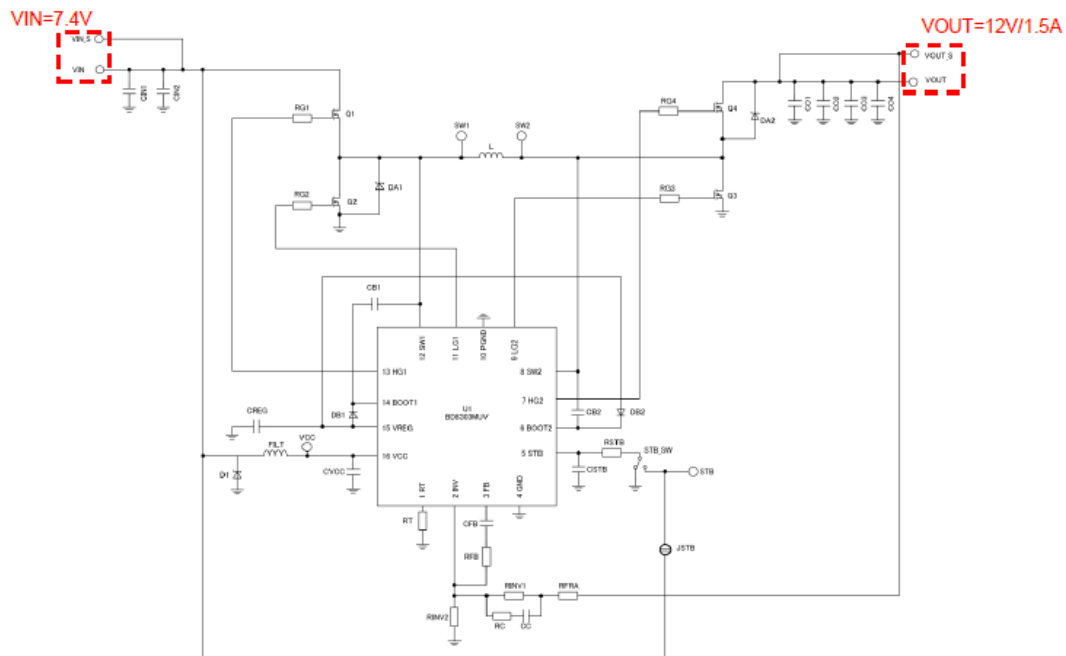 VIN=7.4V
VOUT=12V/1.5A
VIN_S
VIN
CIN1
CIN2
VOUT_S
VOUT
CO1
CO2
CO3
CO4
RG1
Q1
RG4
Q4
DA2
SW1
SW2
L
RG2
Q2
DA1
RG3
Q3
CB1
12 SW1
11 LG1
10 PGND
9 LG2
13 HG1
8 SW2
U1
BD8303MUV
7 HG2
14 BOOT1
CB2
DB2
CREG
DB1
15 VREG
6 BOOT2
FILT
VCC
16 VCC
5 STB
RSTB
STB_SW
D1
CVCC
CSTB
STB
1 RT
2 INV
3 FB
4 GND
RT
CFB
RFB
JSTB
RINV1
RFRA
RINV2
RC
CC